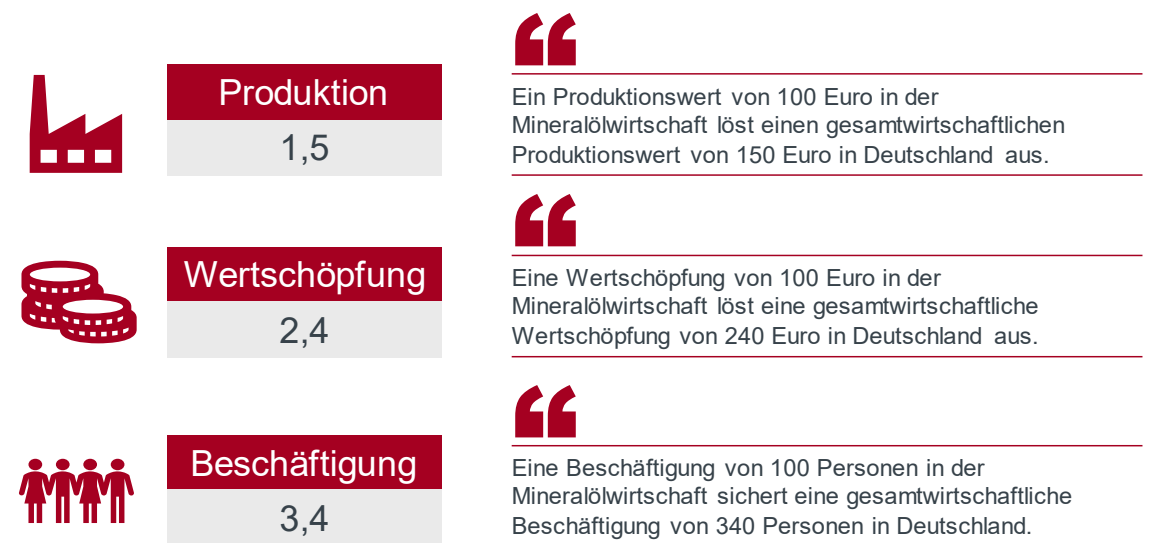 Produktion
1,5
Ein Produktionswert von 100 Euro in der
Mineralölwirtschaft löst einen gesamtwirtschaftlichen
Produktionswert von 150 Euro in Deutschland aus.
Wertschöpfung
2,4
Eine Wertschöpfung von 100 Euro in der
Mineralölwirtschaft löst eine gesamtwirtschaftliche
Wertschöpfung von 240 Euro in Deutschland aus.
Beschäftigung
3,4
Eine Beschäftigung von 100 Personen in der
Mineralölwirtschaft sichert eine gesamtwirtschaftliche
Beschäftigung von 340 Personen in Deutschland.